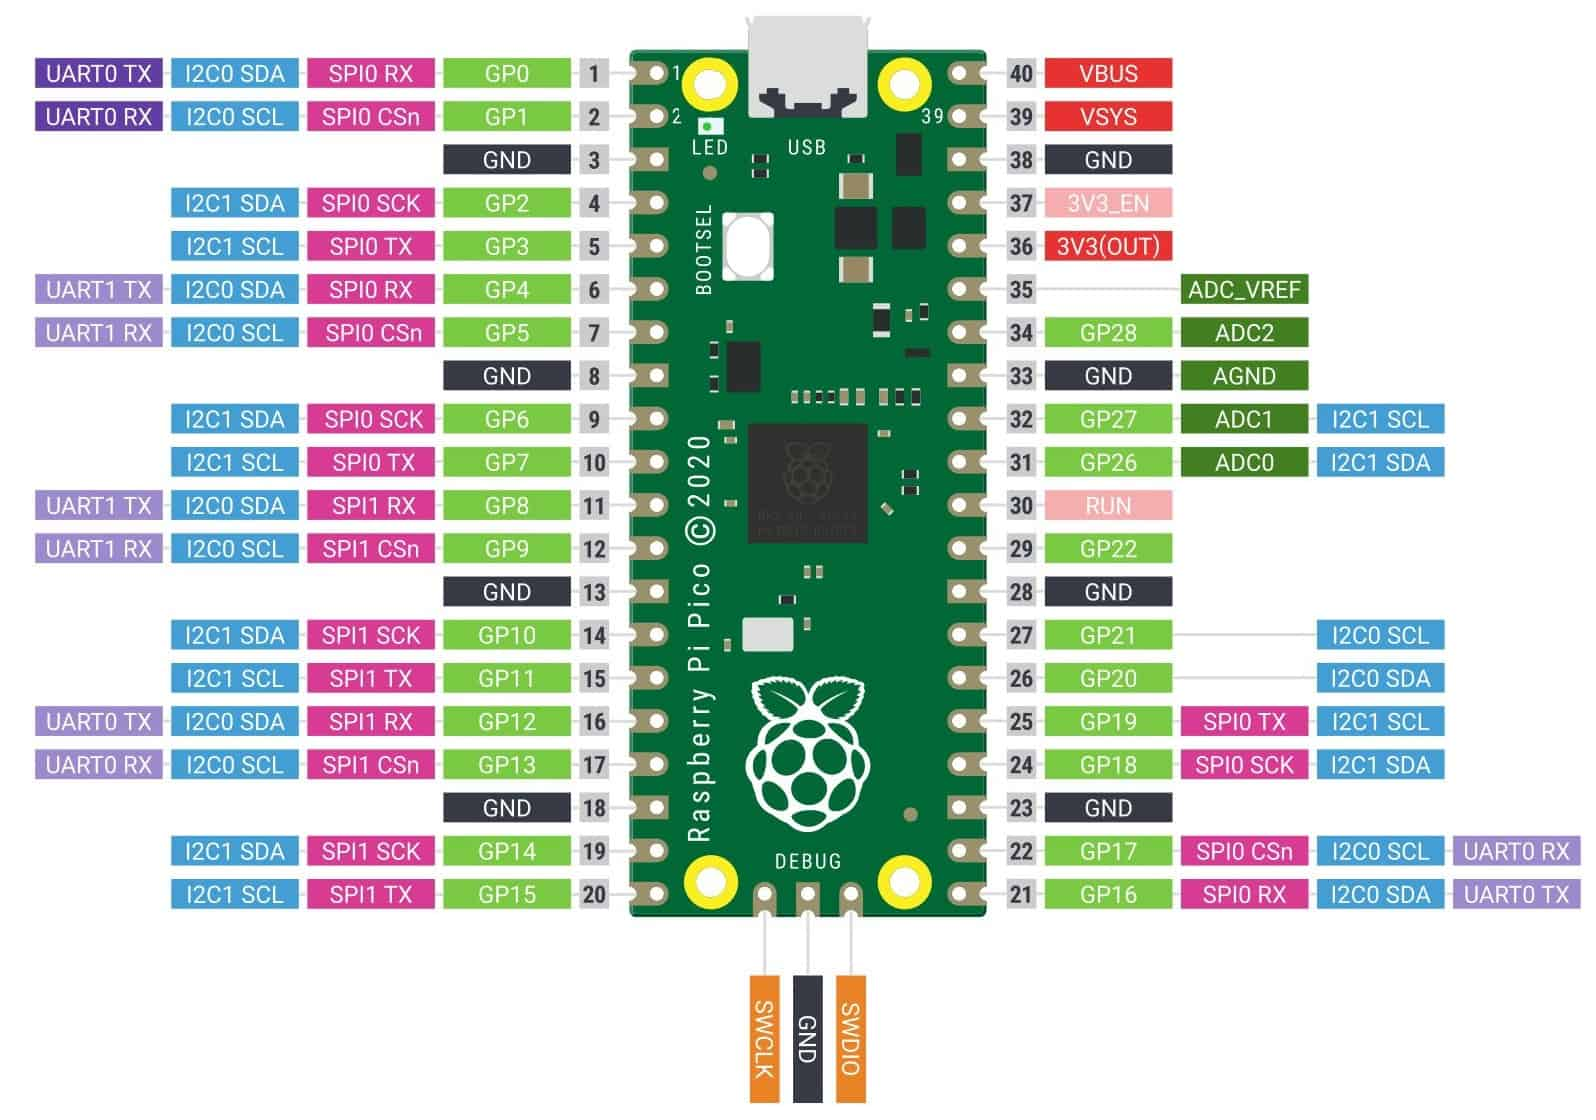 UART0 TX I2C0 SDA SPI0 RX GP0 1 1 40 VBUS
UART0 RX I2C0 SCL SPI0 CSn GP1 2 2 39 39 VSYS
LED USB
GND 3 38 GND
I2C1 SDA SPI0 SCK GP2 4 37 3V3_EN
I2C1 SCL SPI0 TX GP3 5 36 3V3(OUT)
BOOTSEL
UART1 TX I2C0 SDA SPI0 RX GP4 6 35 ADC_VREF
UART1 RX I2C0 SCL SPI0 CSn GP5 7 34 GP28 ADC2
GND 8 33 GND AGND
I2C1 SDA SPI0 SCK GP6 9 32 GP27 ADC1 I2C1 SCL
I2C1 SCL SPI0 TX GP7 10 31 GP26 ADC0 I2C1 SDA
UART1 TX I2C0 SDA SPI1 RX GP8 11 30 RUN
UART1 RX I2C0 SCL SPI1 CSn GP9 12 29 GP22
GND 13 28 GND
I2C1 SDA SPI1 SCK GP10 14 27 GP21 I2C0 SCL
I2C1 SCL SPI1 TX GP11 15 26 GP20 I2C0 SDA
Raspberry Pi Pico ©2020
UART0 TX I2C0 SDA SPI1 RX GP12 16 25 GP19 SPI0 TX I2C1 SCL
UART0 RX I2C0 SCL SPI1 CSn GP13 17 24 GP18 SPI0 SCK I2C1 SDA
GND 18 23 GND
I2C1 SDA SPI1 SCK GP14 19 22 GP17 SPI0 CSn I2C0 SCL UART0 RX
DEBUG
I2C1 SCL SPI1 TX GP15 20 21 GP16 SPI0 RX I2C0 SDA UART0 TX
SWCLK
GND
SWDIO